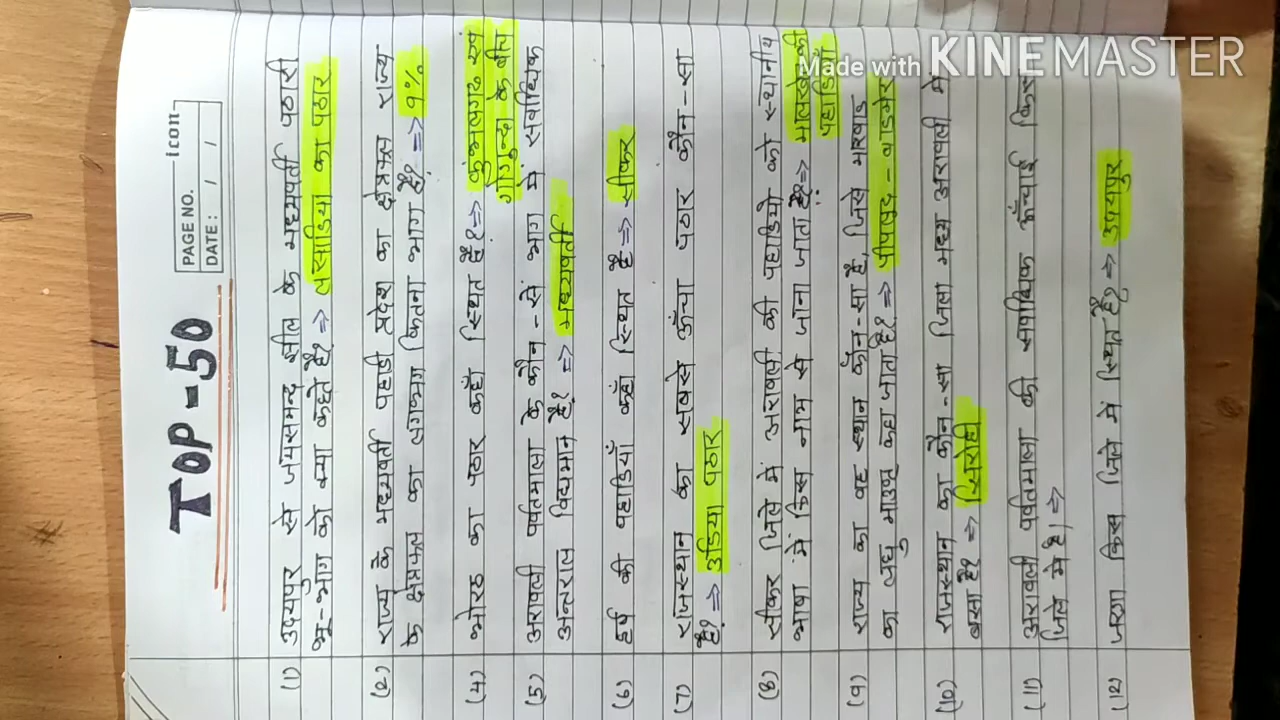 Made with KINEMASTER
icon
PAGE NO.
DATE: / /
TOP-50
(1) उदयपुर से जयसमन्द झील के मध्यवर्ती पठारी
भू-भाग को क्या कहते है? => लसाडिया का पठार
(2) राज्य के मध्यवर्ती पहाडी प्रदेश का क्षेत्रफल राज्य
के क्षेत्रफल का लगभग कितना भाग है? => 9%
(4) भोरठ का पठार कहाँ स्थित है? => कुंभलगढ एवं
गोगुन्दा के बीच
(5) अरावली पर्वतमाला के कौन-से भाग में सर्वाधिक
अन्तराल विद्यमान है? => मध्यवर्ती
(6) हर्ष की पहाडियाँ कहाँ स्थित है => सीकर
(7) राजस्थान का सबसे ऊँचा पठार कौन-सा
है? => उडिया पठार
(8) सीकर जिले में अरावली की पहाडियो को स्थानीय
भाषा में किस नाम से जाना जाता है? => मालखेत की
पहाडियाँ
(9) राज्य का वह स्थान कौन-सा है, जिसे मारवाड
का लघु माउण्ट कहा जाता है? => पीपलूद - बाडमेर
(10) राजस्थान का कौन-सा जिला मध्य अरावली में
बसा है? => सिरोही
(11) अरावली पर्वतमाला की सर्वाधिक ऊँचाई किस
जिले में है। =>
(12) जरगा किस जिले में स्थित है? => उदयपुर